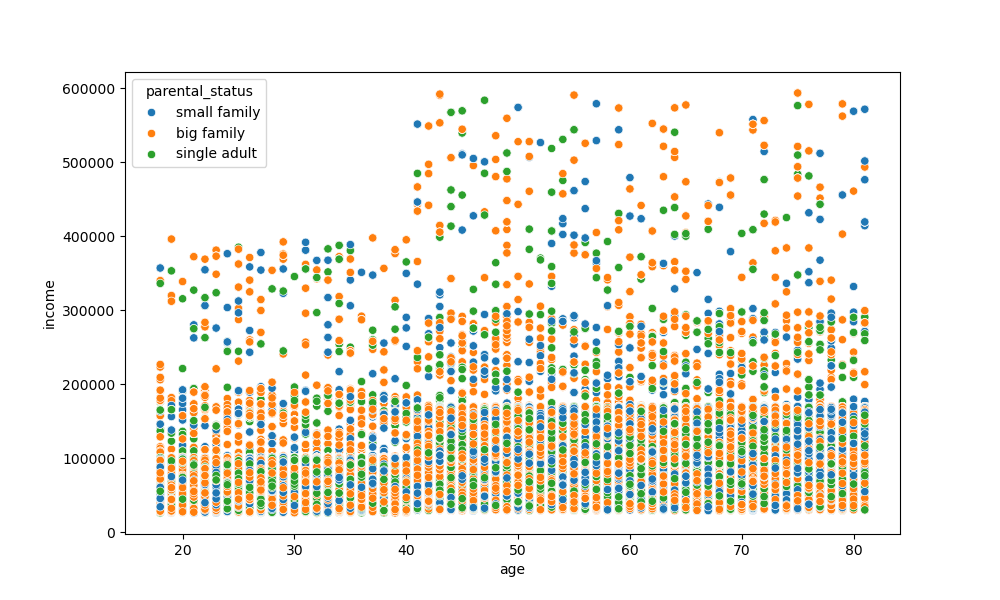 parental_status
small family
big family
single adult
600000
500000
400000
300000
200000
100000
0
income
20 30 40 50 60 70 80
age